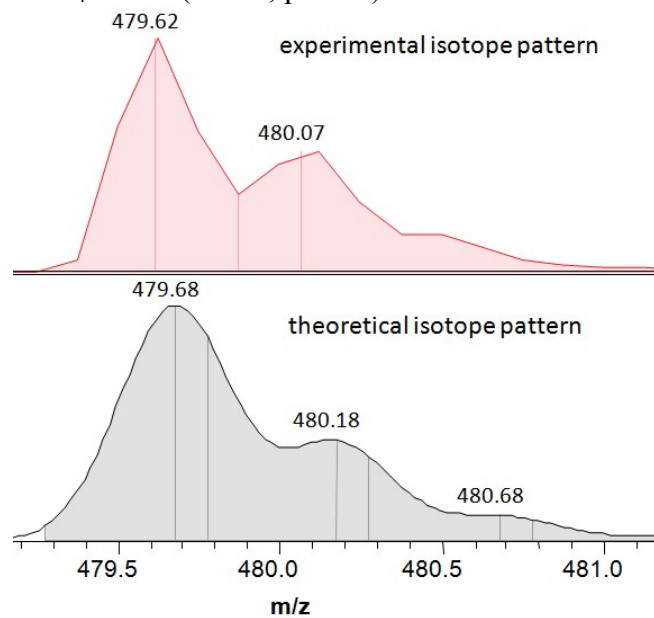 479.62
experimental isotope pattern
480.07
479.68
theoretical isotope pattern
480.18
480.68
479.5 480.0 480.5 481.0
m/z